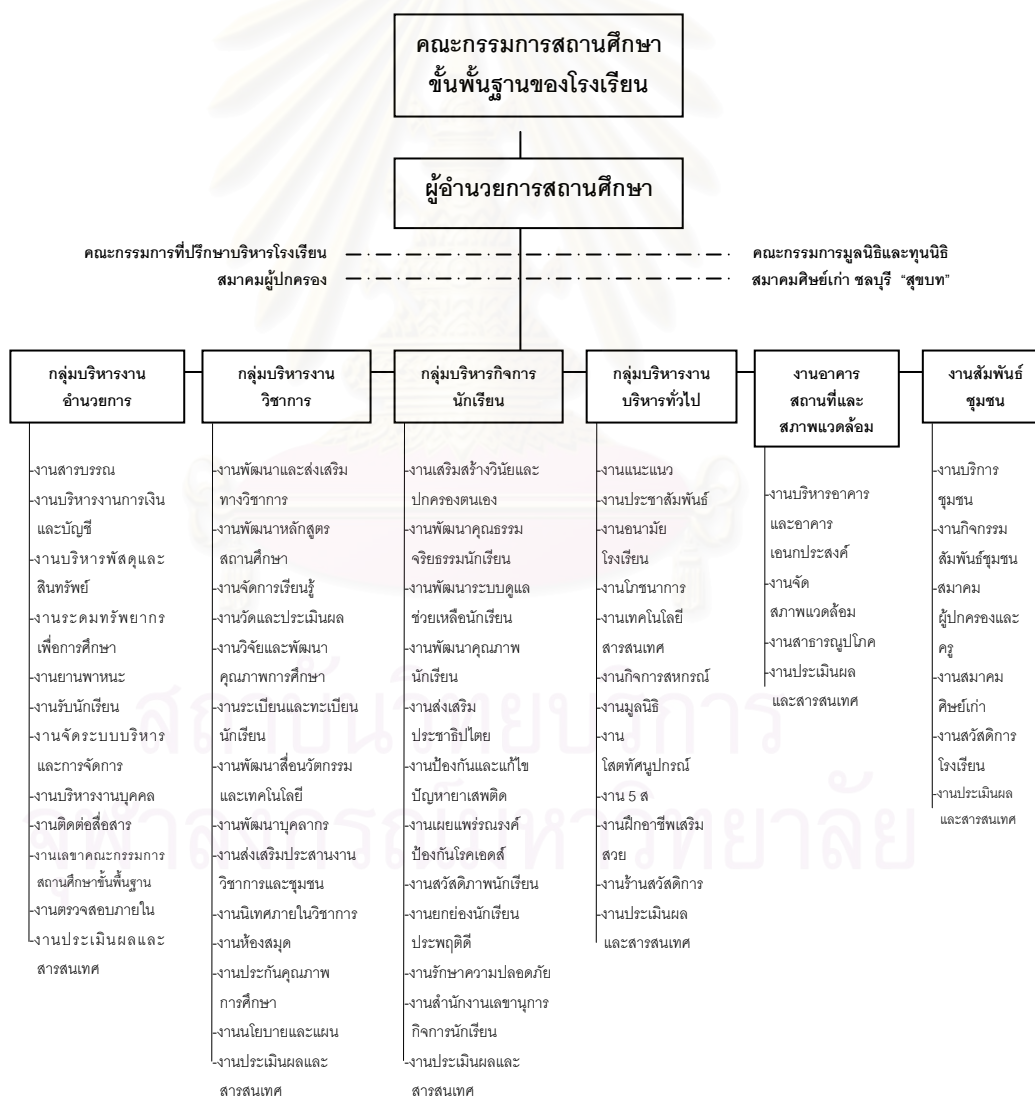 คณะกรรมการสถานศึกษา
ขั้นพื้นฐานของโรงเรียน
ผู้อำนวยการสถานศึกษา
คณะกรรมการที่ปรึกษาบริหารโรงเรียน
สมาคมผู้ปกครอง
คณะกรรมการมูลนิธิและทุนนิธิ
สมาคมศิษย์เก่า ชลบุรี "สุขบท"
กลุ่มบริหารงาน
อำนวยการ
-งานสารบรรณ
-งานบริหารงานการเงิน
และบัญชี
-งานบริหารพัสดุและ
สินทรัพย์
-งานระดมทรัพยากร
เพื่อการศึกษา
-งานยานพาหนะ
-งานรับนักเรียน
-งานจัดระบบบริหาร
และการจัดการ
-งานบริหารงานบุคคล
-งานติดต่อสื่อสาร
-งานเลขาคณะกรรมการ
สถานศึกษาขั้นพื้นฐาน
-งานตรวจสอบภายใน
-งานประเมินผลและ
สารสนเทศ
กลุ่มบริหารงาน
วิชาการ
-งานพัฒนาและส่งเสริม
ทางวิชาการ
-งานพัฒนาหลักสูตร
สถานศึกษา
-งานจัดการเรียนรู้
-งานวัดและประเมินผล
-งานวิจัยและพัฒนา
คุณภาพการศึกษา
-งานระเบียนและทะเบียน
นักเรียน
-งานพัฒนาสื่อนวัตกรรม
และเทคโนโลยี
-งานพัฒนาบุคลากร
-งานส่งเสริมประสานงาน
วิชาการและชุมชน
-งานนิเทศภายในวิชาการ
-งานห้องสมุด
-งานประกันคุณภาพ
การศึกษา
-งานนโยบายและแผน
-งานประเมินผลและ
สารสนเทศ
กลุ่มบริหารกิจการ
นักเรียน
-งานเสริมสร้างวินัยและ
ปกครองตนเอง
-งานพัฒนาคุณธรรม
จริยธรรมนักเรียน
-งานพัฒนาระบบดูแล
ช่วยเหลือนักเรียน
-งานพัฒนาคุณภาพ
นักเรียน
-งานส่งเสริม
ประชาธิปไตย
-งานป้องกันและแก้ไข
ปัญหายาเสพติด
-งานเผยแพร่รณรงค์
ป้องกันโรคเอดส์
-งานสวัสดิภาพนักเรียน
-งานยกย่องนักเรียน
ประพฤติดี
-งานรักษาความปลอดภัย
-งานสำนักงานเลขานุการ
กิจการนักเรียน
-งานประเมินผลและ
สารสนเทศ
กลุ่มบริหารงาน
บริหารทั่วไป
-งานแนะแนว
-งานประชาสัมพันธ์
-งานอนามัย
โรงเรียน
-งานโภชนาการ
-งานเทคโนโลยี
สารสนเทศ
-งานกิจการสหกรณ์
-งานมูลนิธิ
-งาน
โสตทัศนูปกรณ์
-งาน 5 ส
-งานฝึกอาชีพเสริม
สวย
-งานร้านสวัสดิการ
-งานประเมินผล
และสารสนเทศ
งานอาคาร
สถานที่และ
สภาพแวดล้อม
-งานบริหารอาคาร
และอาคาร
เอนกประสงค์
-งานจัด
สภาพแวดล้อม
-งานสาธารณูปโภค
-งานประเมินผล
และสารสนเทศ
งานสัมพันธ์
ชุมชน
-งานบริการ
ชุมชน
-งานกิจกรรม
สัมพันธ์ชุมชน
สมาคม
ผู้ปกครองและ
ครู
-งานสมาคม
ศิษย์เก่า
-งานสวัสดิการ
โรงเรียน
-งานประเมินผล
และสารสนเทศ
สถาบันวิทยบริการ
จุฬาลงกรณ์มหาวิทยาลัย